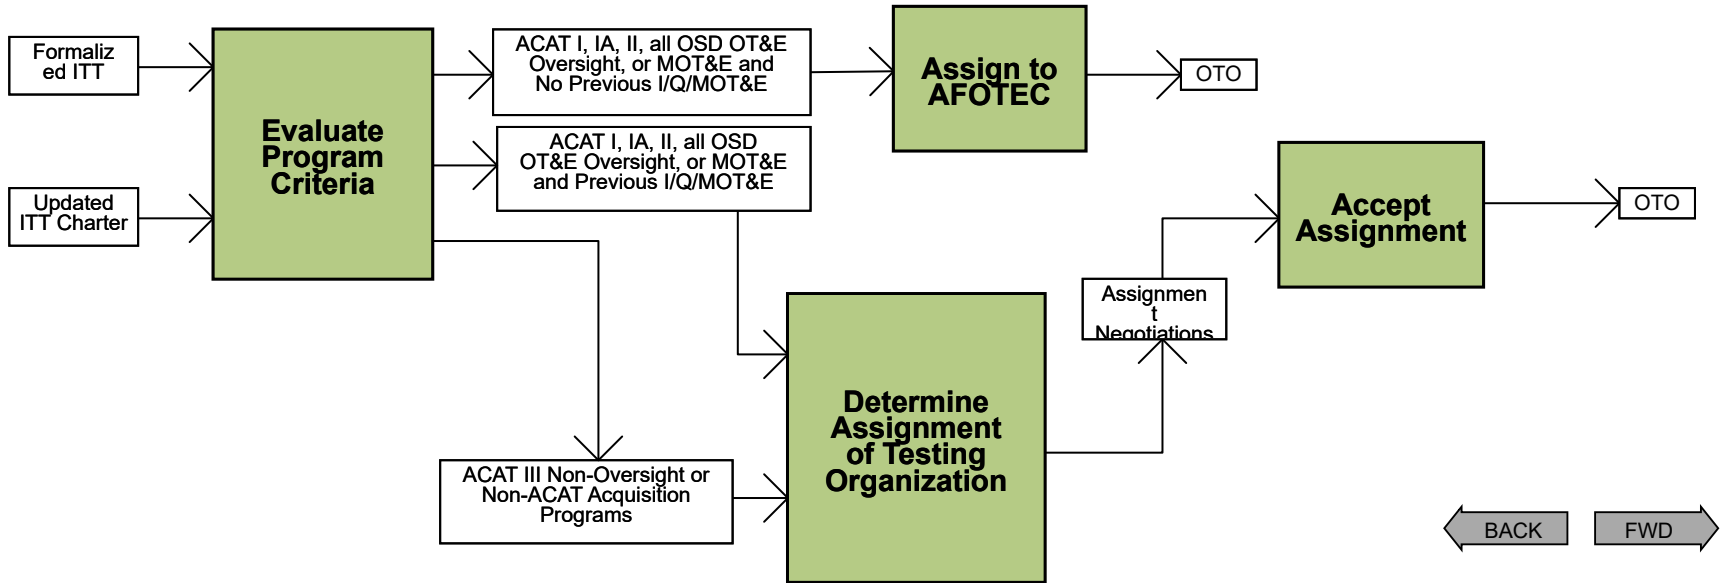 Formaliz
ed ITT
Updated
ITT Charter
Evaluate
Program
Criteria
ACAT I, IA, II, all OSD OT&E
Oversight, or MOT&E and
No Previous I/Q/MOT&E
ACAT I, IA, II, all OSD
OT&E Oversight, or MOT&E
and Previous I/Q/MOT&E
ACAT III Non-Oversight or
Non-ACAT Acquisition
Programs
Assign to
AFOTEC
OTO
Determine
Assignment
of Testing
Organization
Assignmen
t
Negotiations
Accept
Assignment
OTO
BACK
FWD